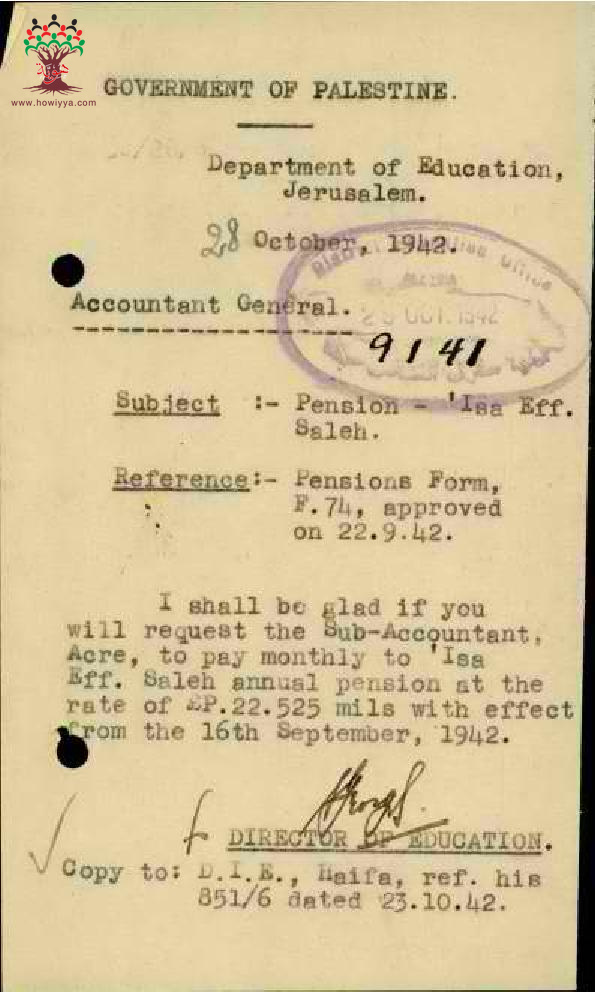 www.howiyya.com
GOVERNMENT OF PALESTINE.
Department of Education,
Jerusalem.
28 October, 1942.
District Office
OCT. 1942
Accountant General.
9141
Subject :- Pension - 'Isa Eff.
Saleh.
Reference:- Pensions Form,
F.74, approved
on 22.9.42.
I shall be glad if you
will request the Sub-Accountant,
Acre, to pay monthly to 'Isa
Eff. Saleh annual pension at the
rate of £P.22.525 mils with effect
from the 16th September, 1942.
DIRECTOR OF EDUCATION.
Copy to: D.I.E., Haifa, ref. his
851/6 dated 23.10.42.